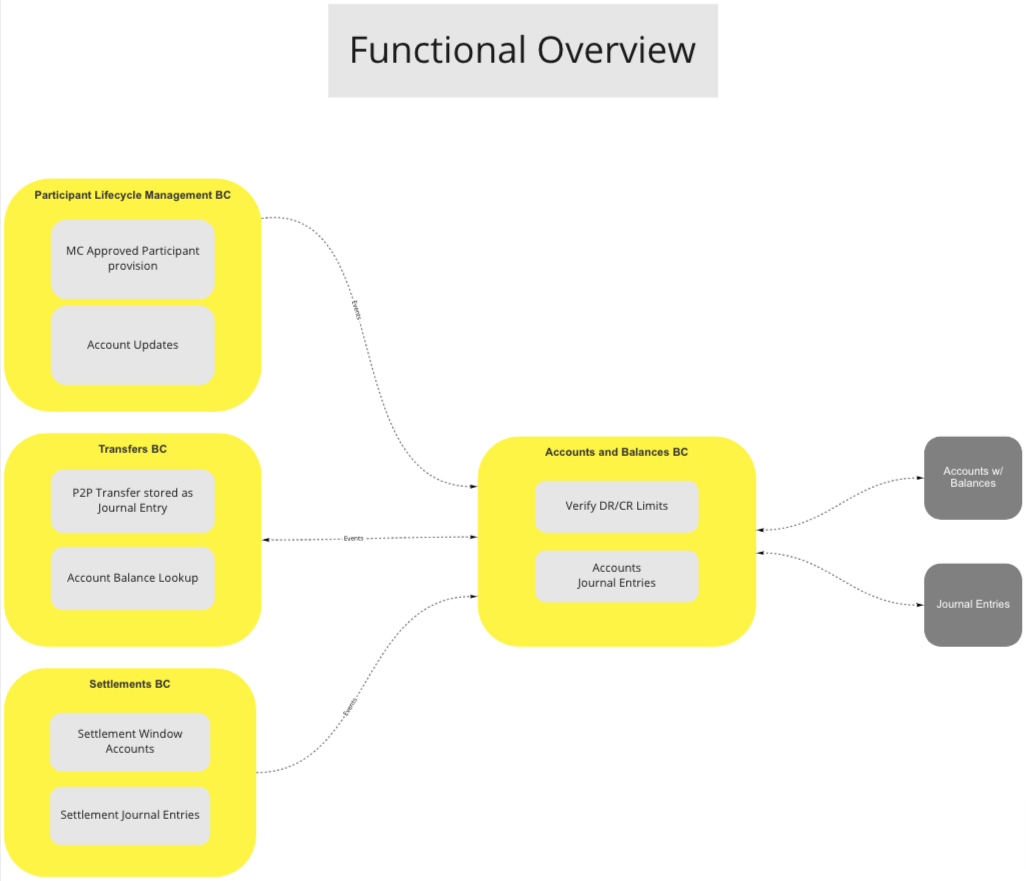 Functional Overview
Participant Lifecycle Management BC
MC Approved Participant
provision
Account Updates
Events
Transfers BC
P2P Transfer stored as
Journal Entry
Account Balance Lookup
Events
Accounts and Balances BC
Verify DR/CR Limits
Accounts
Journal Entries
Accounts w/
Balances
Journal Entries
Settlements BC
Settlement Window
Accounts
Settlement Journal Entries
Events